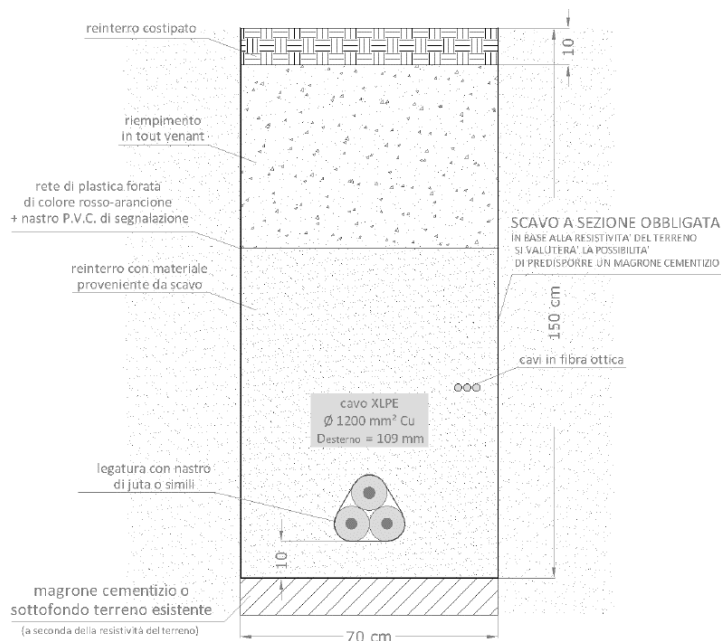 reinterro costipato
10
riempimento
in tout venant
rete di plastica forata
di colore rosso-arancione
+ nastro P.V.C. di segnalazione
SCAVO A SEZIONE OBBLIGATA
IN BASE ALLA RESISTIVITA' DEL TERRENO
SI VALUTERA' LA POSSIBILITA'
DI PREDISPORRE UN MAGRONE CEMENTIZIO
reinterro con materiale
proveniente da scavo
150 cm
cavi in fibra ottica
cavo XLPE
Ø 1200 mm² Cu
Desterno = 109 mm
legatura con nastro
di juta o simili
10
magrone cementizio o
sottofondo terreno esistente
(a seconda della resistività del terreno)
70 cm